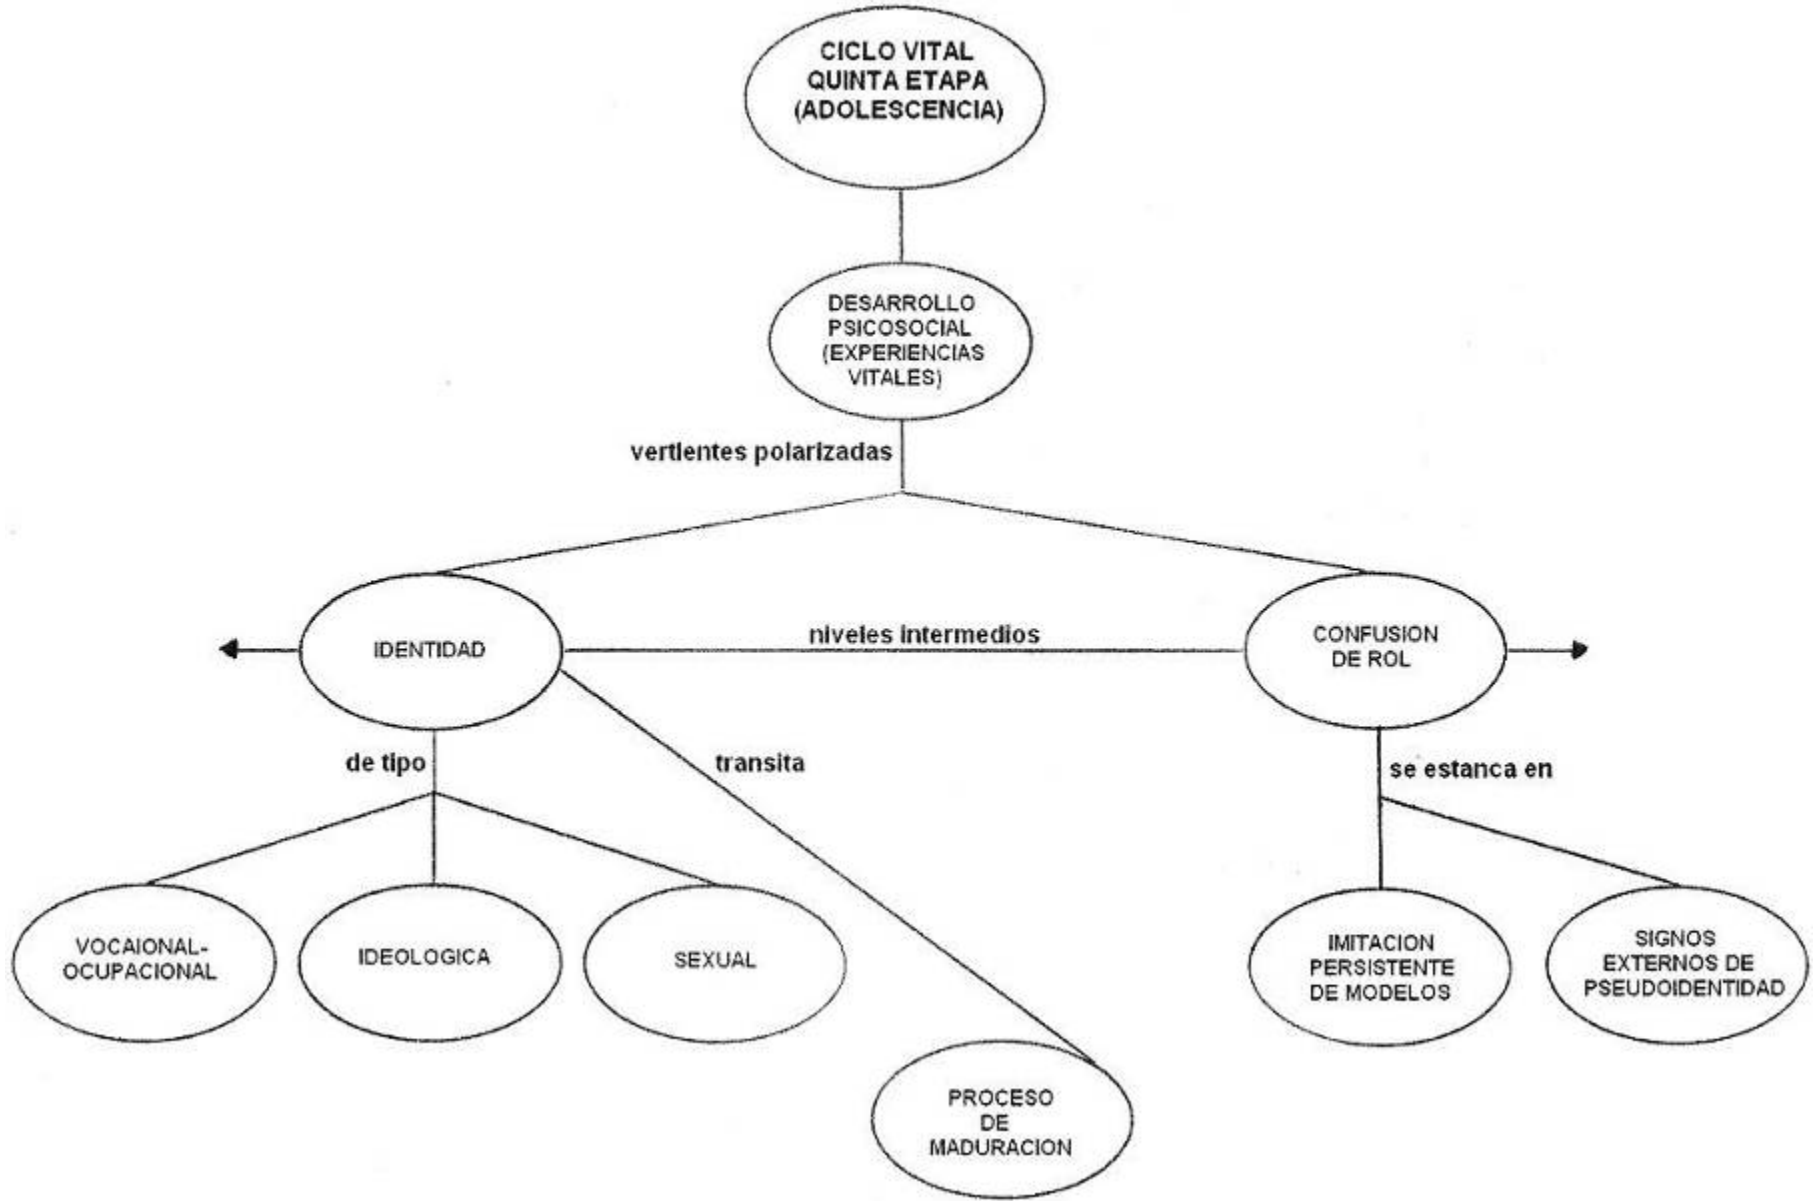 CICLO VITAL
QUINTA ETAPA
(ADOLESCENCIA)
DESARROLLO
PSICOSOCIAL
(EXPERIENCIAS
VITALES)
vertientes polarizadas
IDENTIDAD
niveles intermedios
CONFUSION
DE ROL
de tipo
transita
se estanca en
VOCAIONAL-
OCUPACIONAL
IDEOLOGICA
SEXUAL
IMITACION
PERSISTENTE
DE MODELOS
SIGNOS
EXTERNOS DE
PSEUDOIDENTIDAD
PROCESO
DE
MADURACION